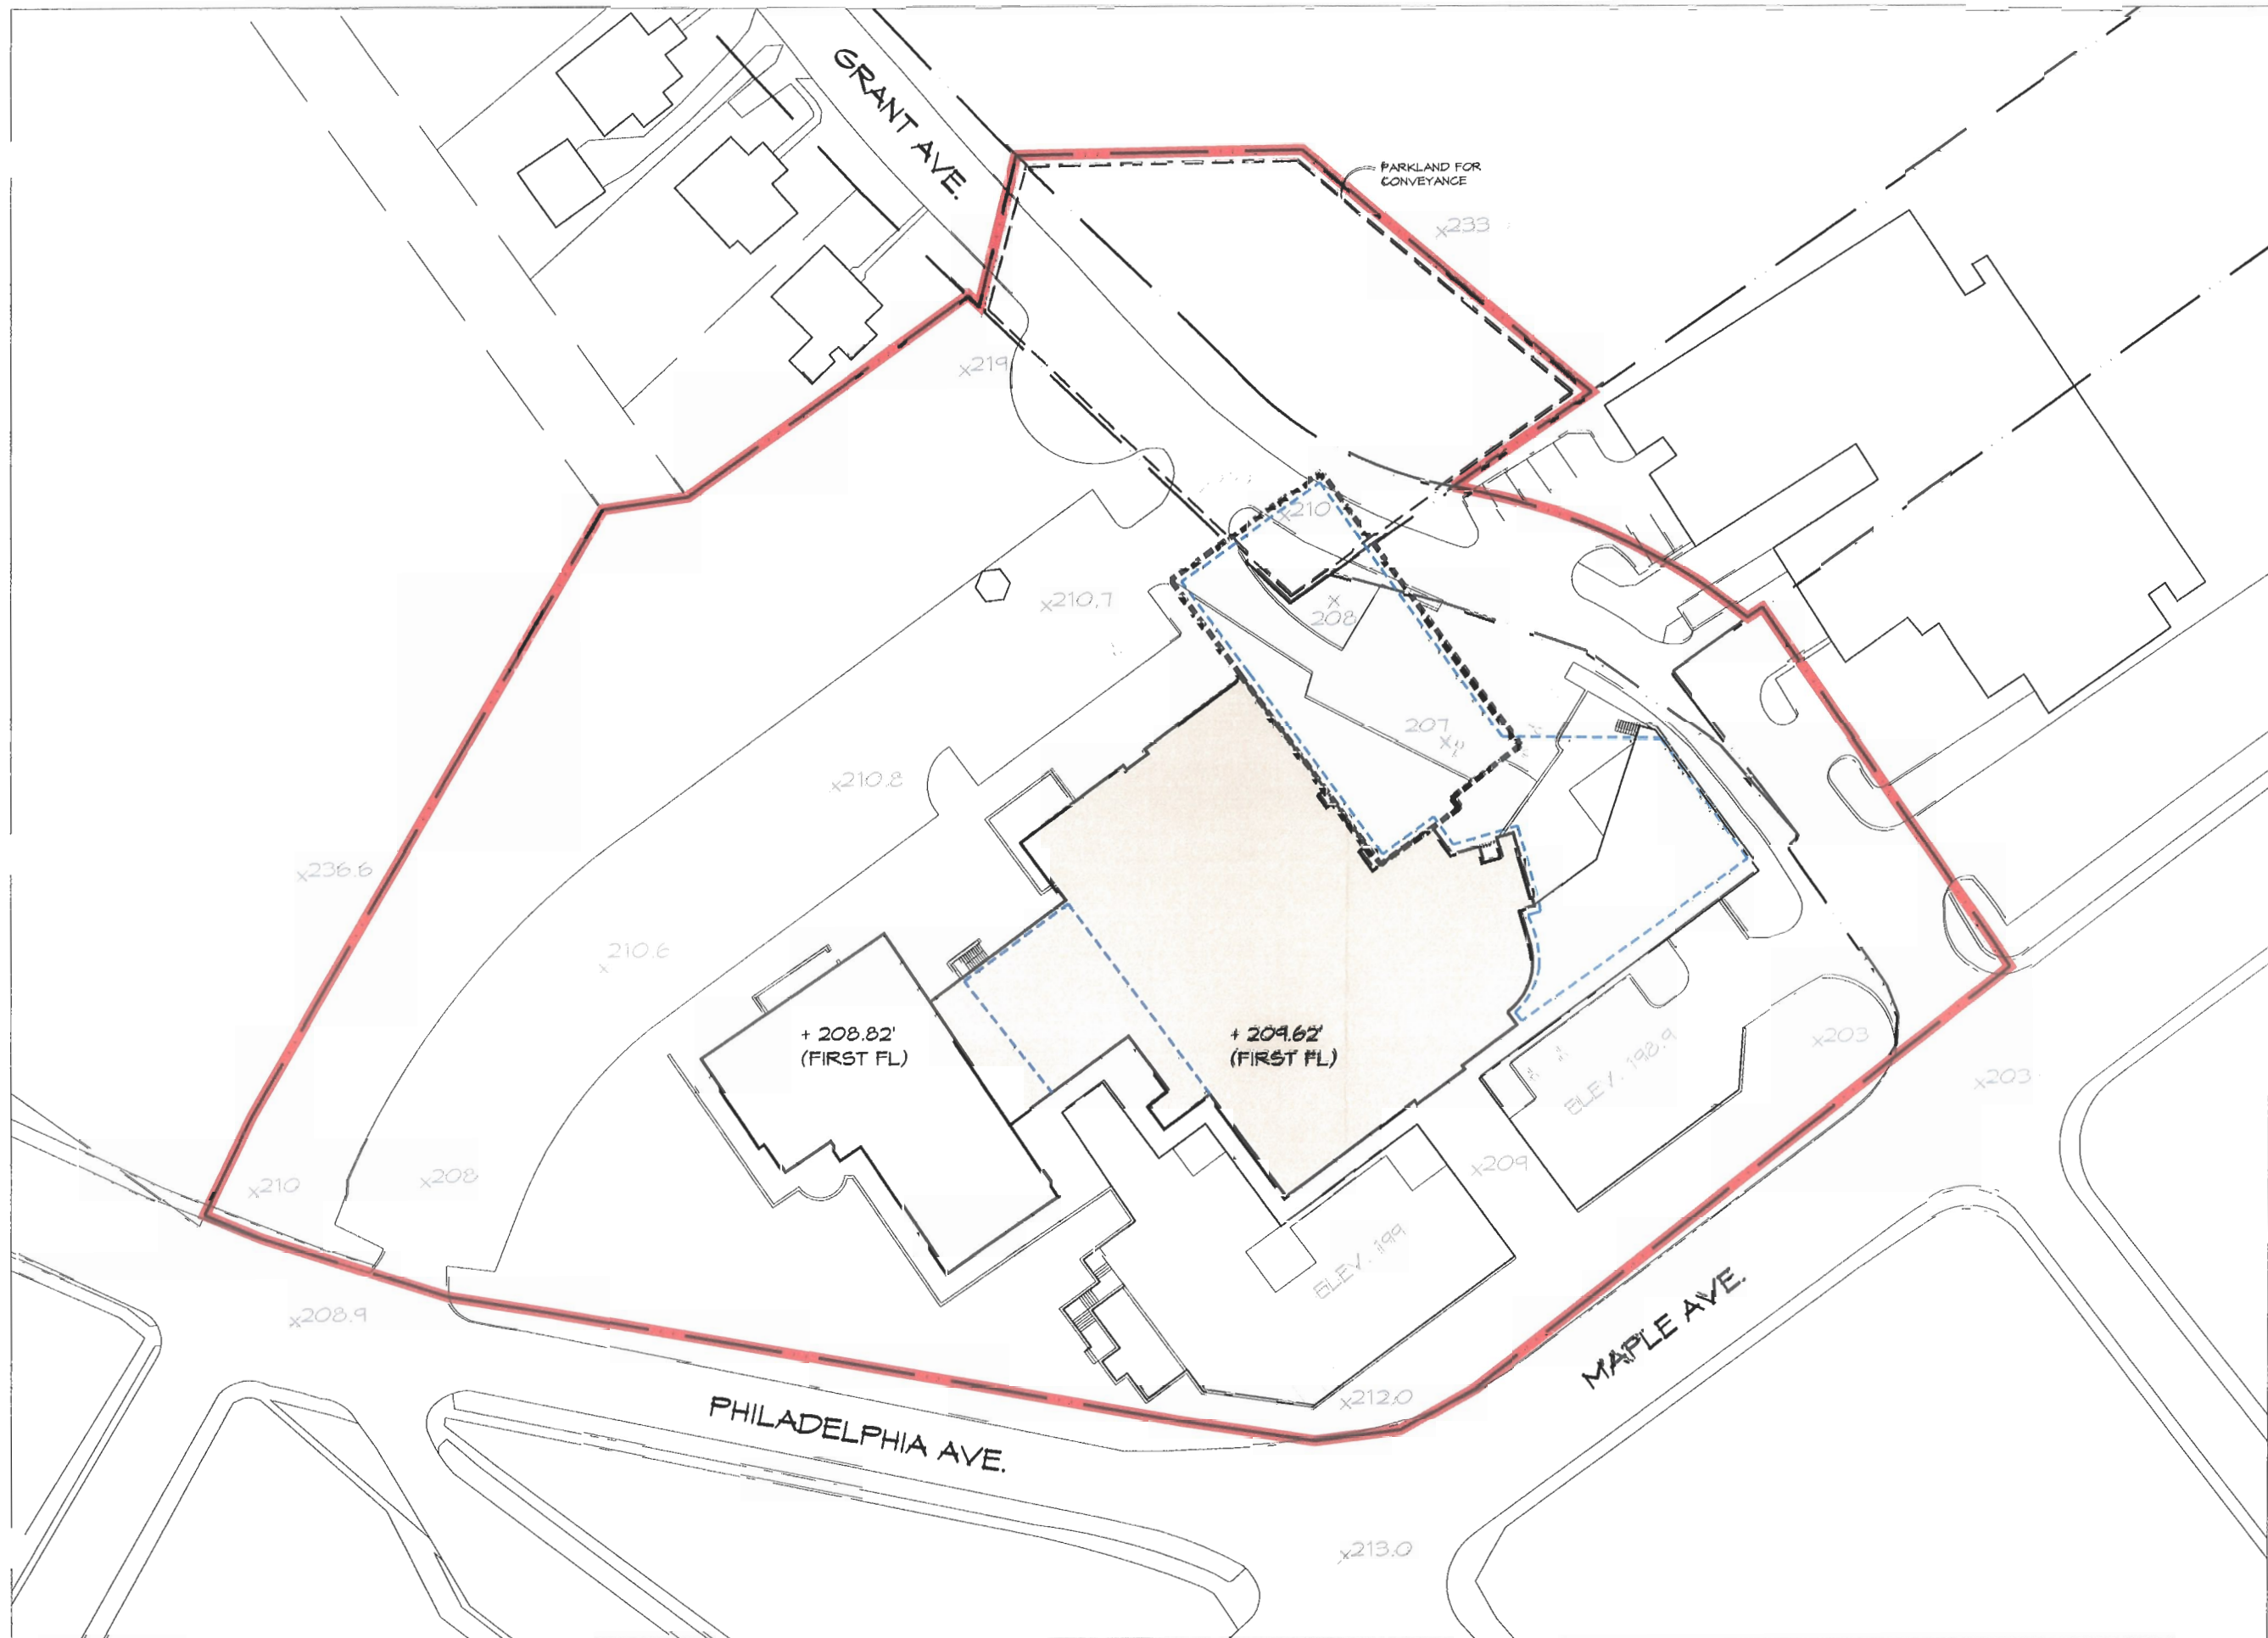 GRANT AVE.
PARKLAND FOR
CONVEYANCE
x233
x219
x210
x210.7
x
208
207
x
x210.8
x236.6
210.6
x
+ 208.82'
(FIRST FL)
+ 209.62'
(FIRST FL)
ELEV. 198.9
x203
x203
x210
x208
x209
ELEV. 199
x208.9
x212.0
MAPLE AVE.
PHILADELPHIA AVE.
x213.0